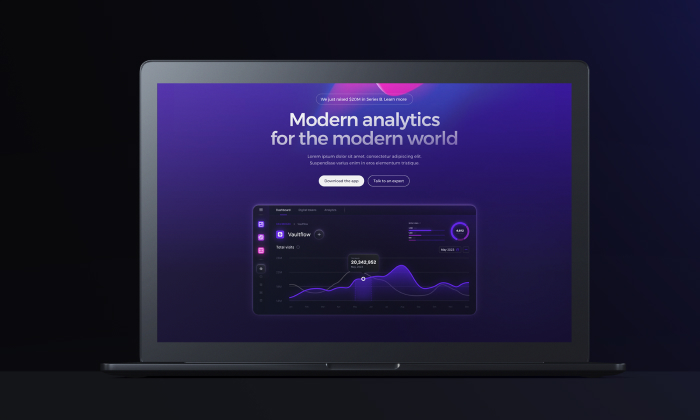 We just raised $20M in Series B. Learn more
Modern analytics
for the modern world
Lorem ipsum dolor sit amet, consectetur adipiscing elit
Suspendisse varius enim in eros elementum tristique
Download the app
Talk to an expert
Dashboard
Vaultflow
Total visits
May 2023
20,342,952